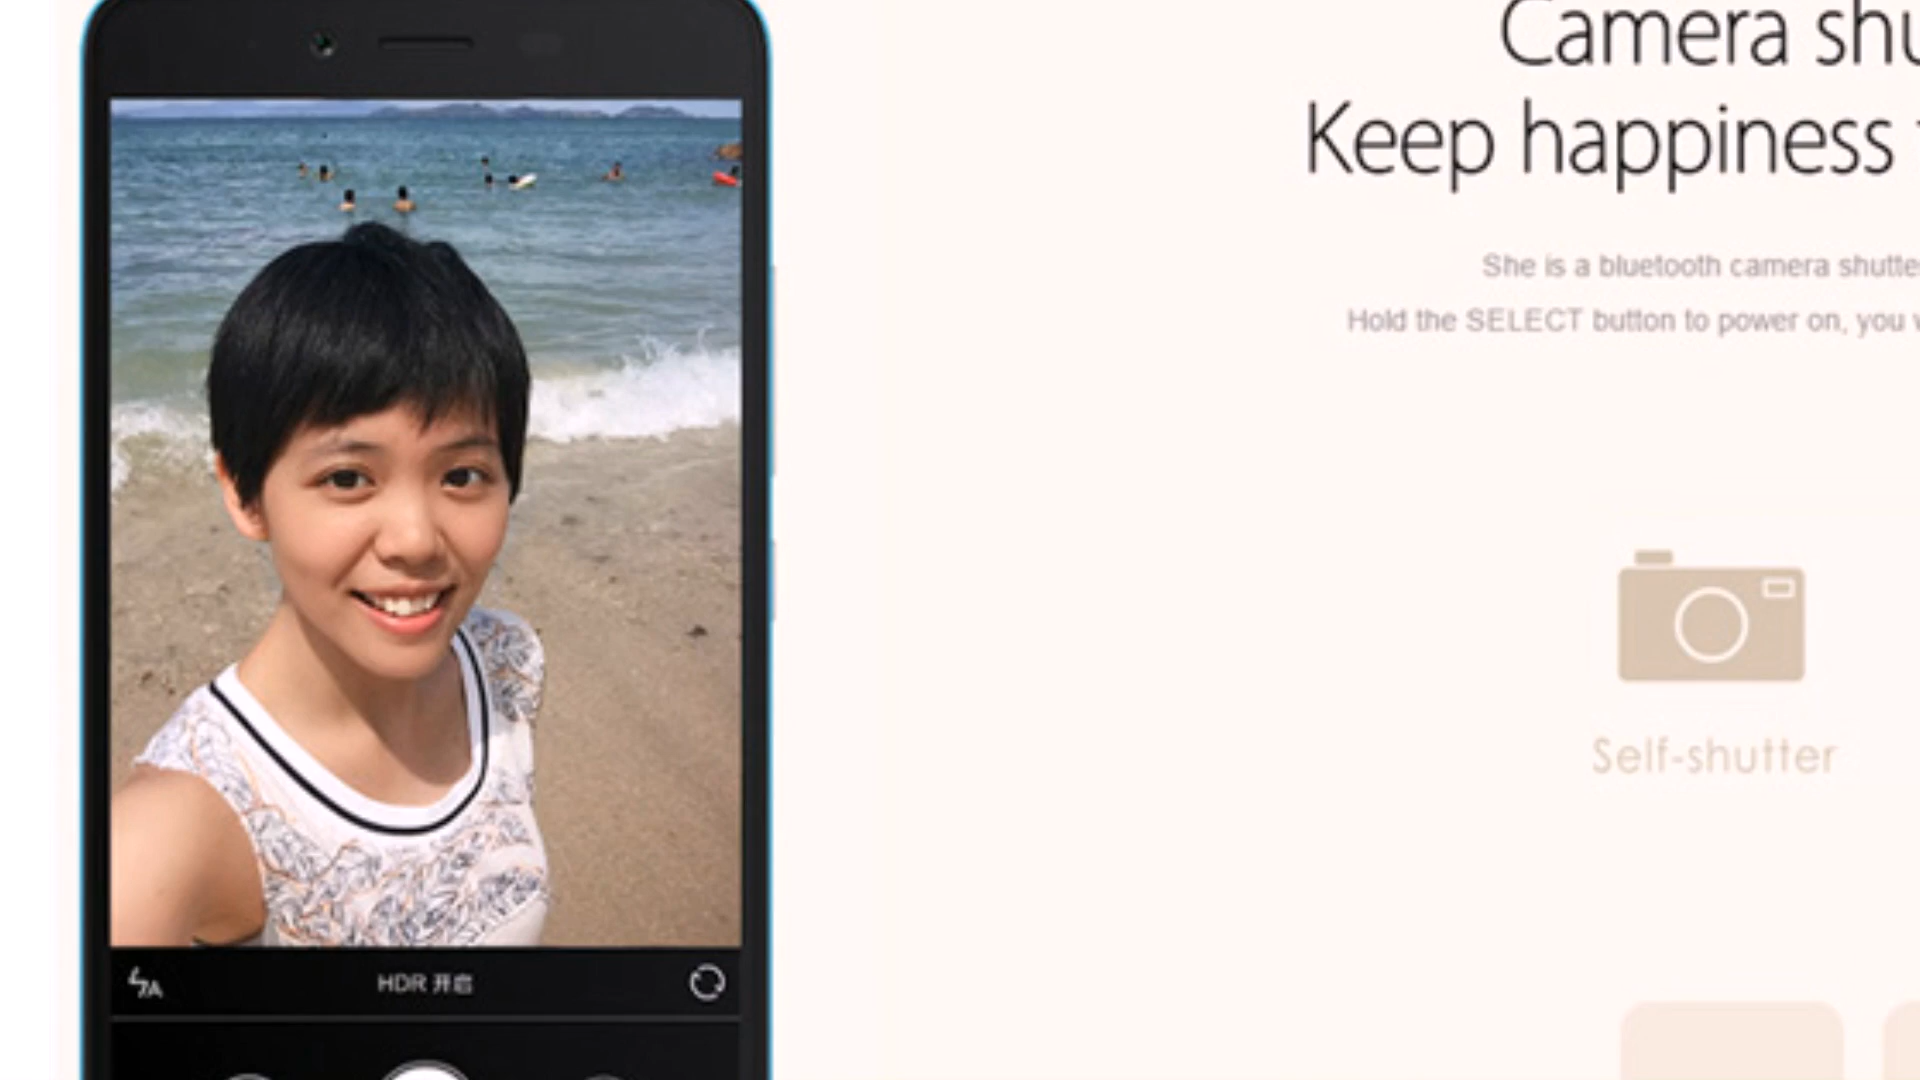 Camera shu
Keep happiness
She is a bluetooth camera shutte
Hold the SELECT button to power on, you
Self-shutter
HDR 开启